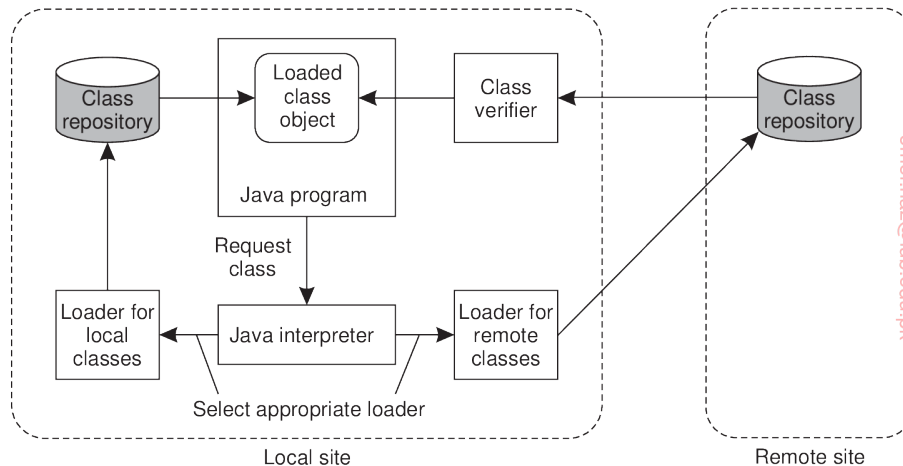 Class
repository
Loaded
class
object
Class
verifier
Class
repository
Java program
Request
class
Loader for
local
classes
Java interpreter
Loader for
remote
classes
Select appropriate loader
Local site
Remote site